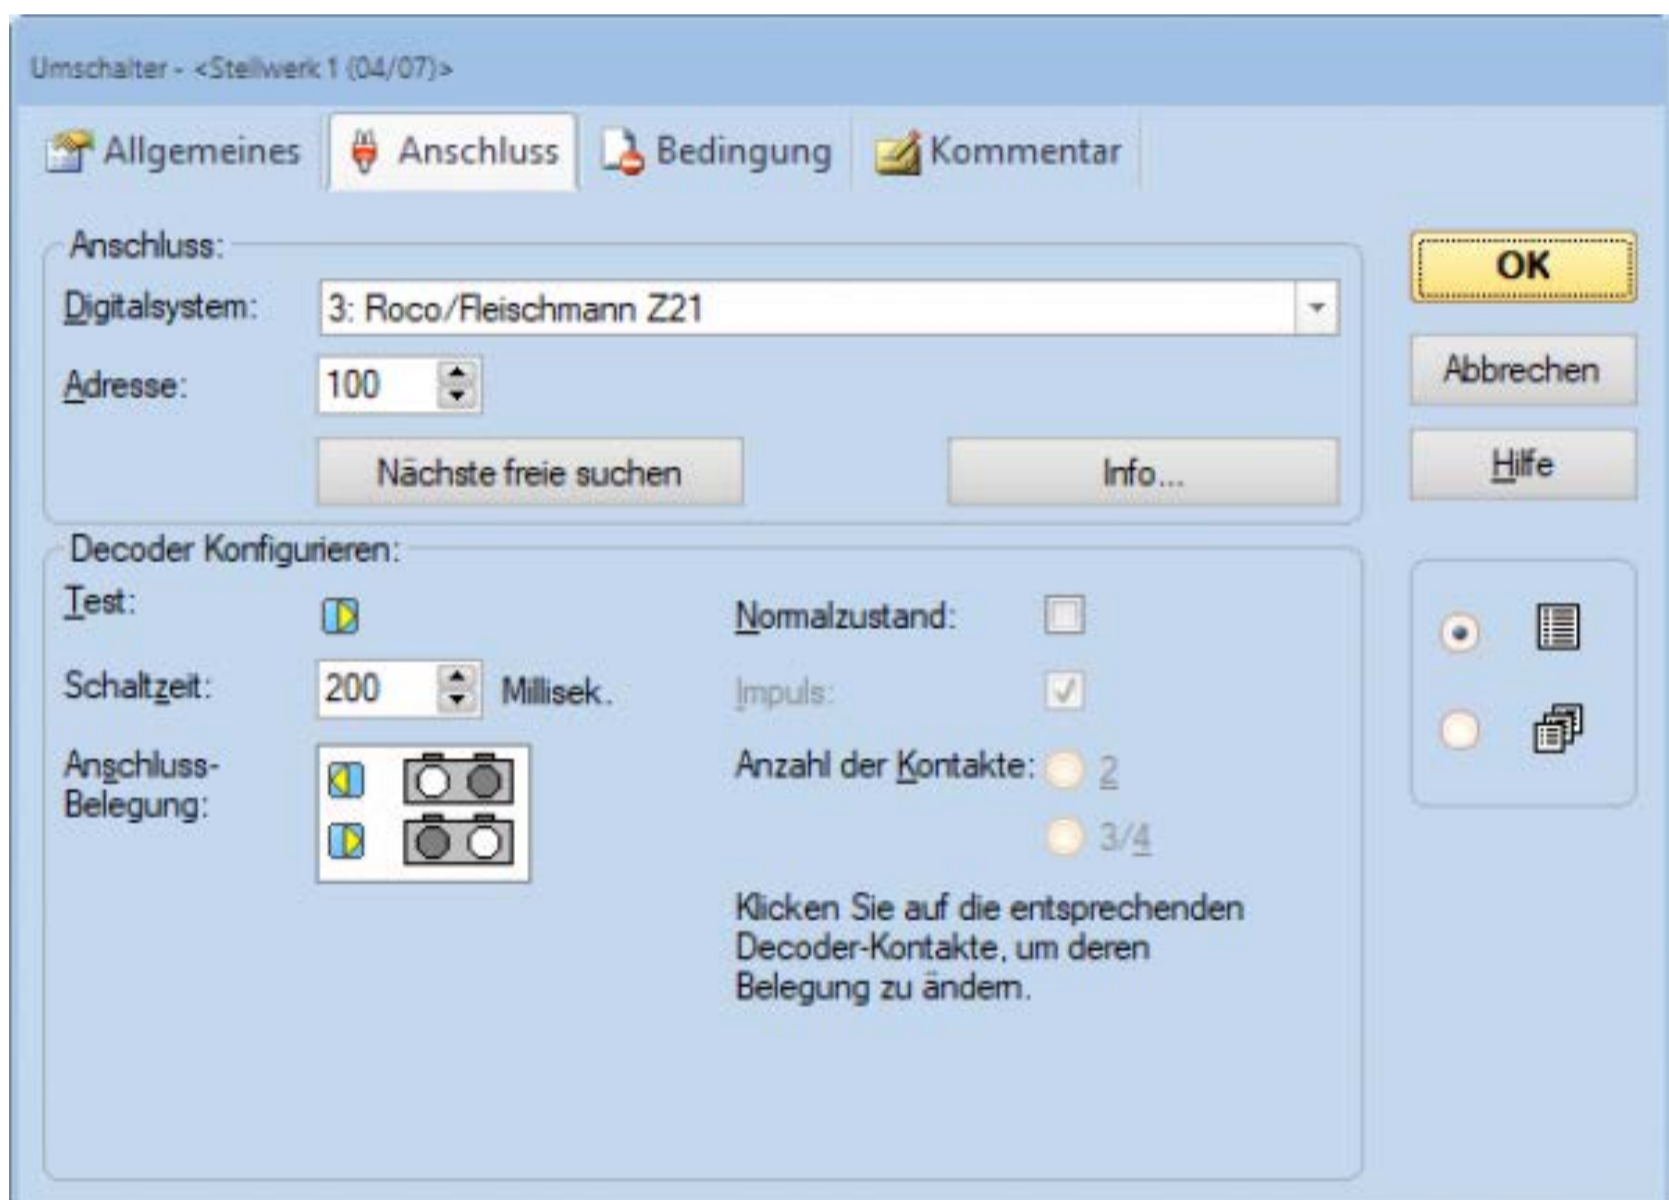 Umschalter - <Stellwerk 1 (04/07)>
Allgemeines Anschluss Bedingung Kommentar
Anschluss:
Digitalsystem: 3: Roco/Fleischmann Z21
Adresse: 100
Nächste freie suchen Info...
OK
Abbrechen
Hilfe
Decoder Konfigurieren:
Test:
Normalzustand:
Schaltzeit: 200 Millisek.
Impuls:
Anschluss-
Belegung:
Anzahl der Kontakte: 2
3/4
Klicken Sie auf die entsprechenden
Decoder-Kontakte, um deren
Belegung zu ändern.